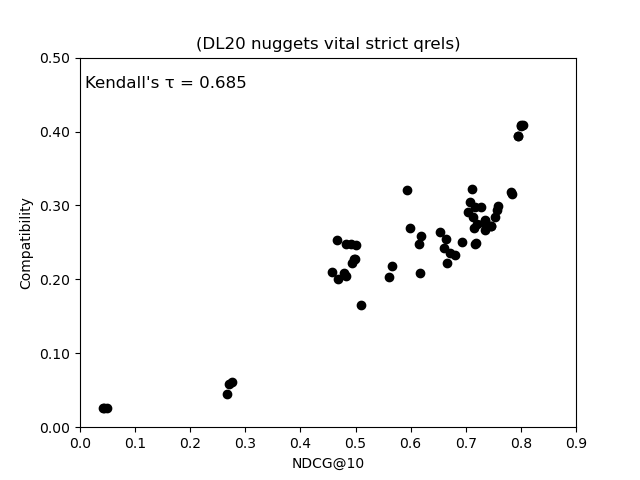 (DL20 nuggets vital strict qrels)
Kendall's τ = 0.685
0.50
0.40
0.30
0.20
0.10
0.00
Compatibility
0.0 0.1 0.2 0.3 0.4 0.5 0.6 0.7 0.8 0.9
NDCG@10